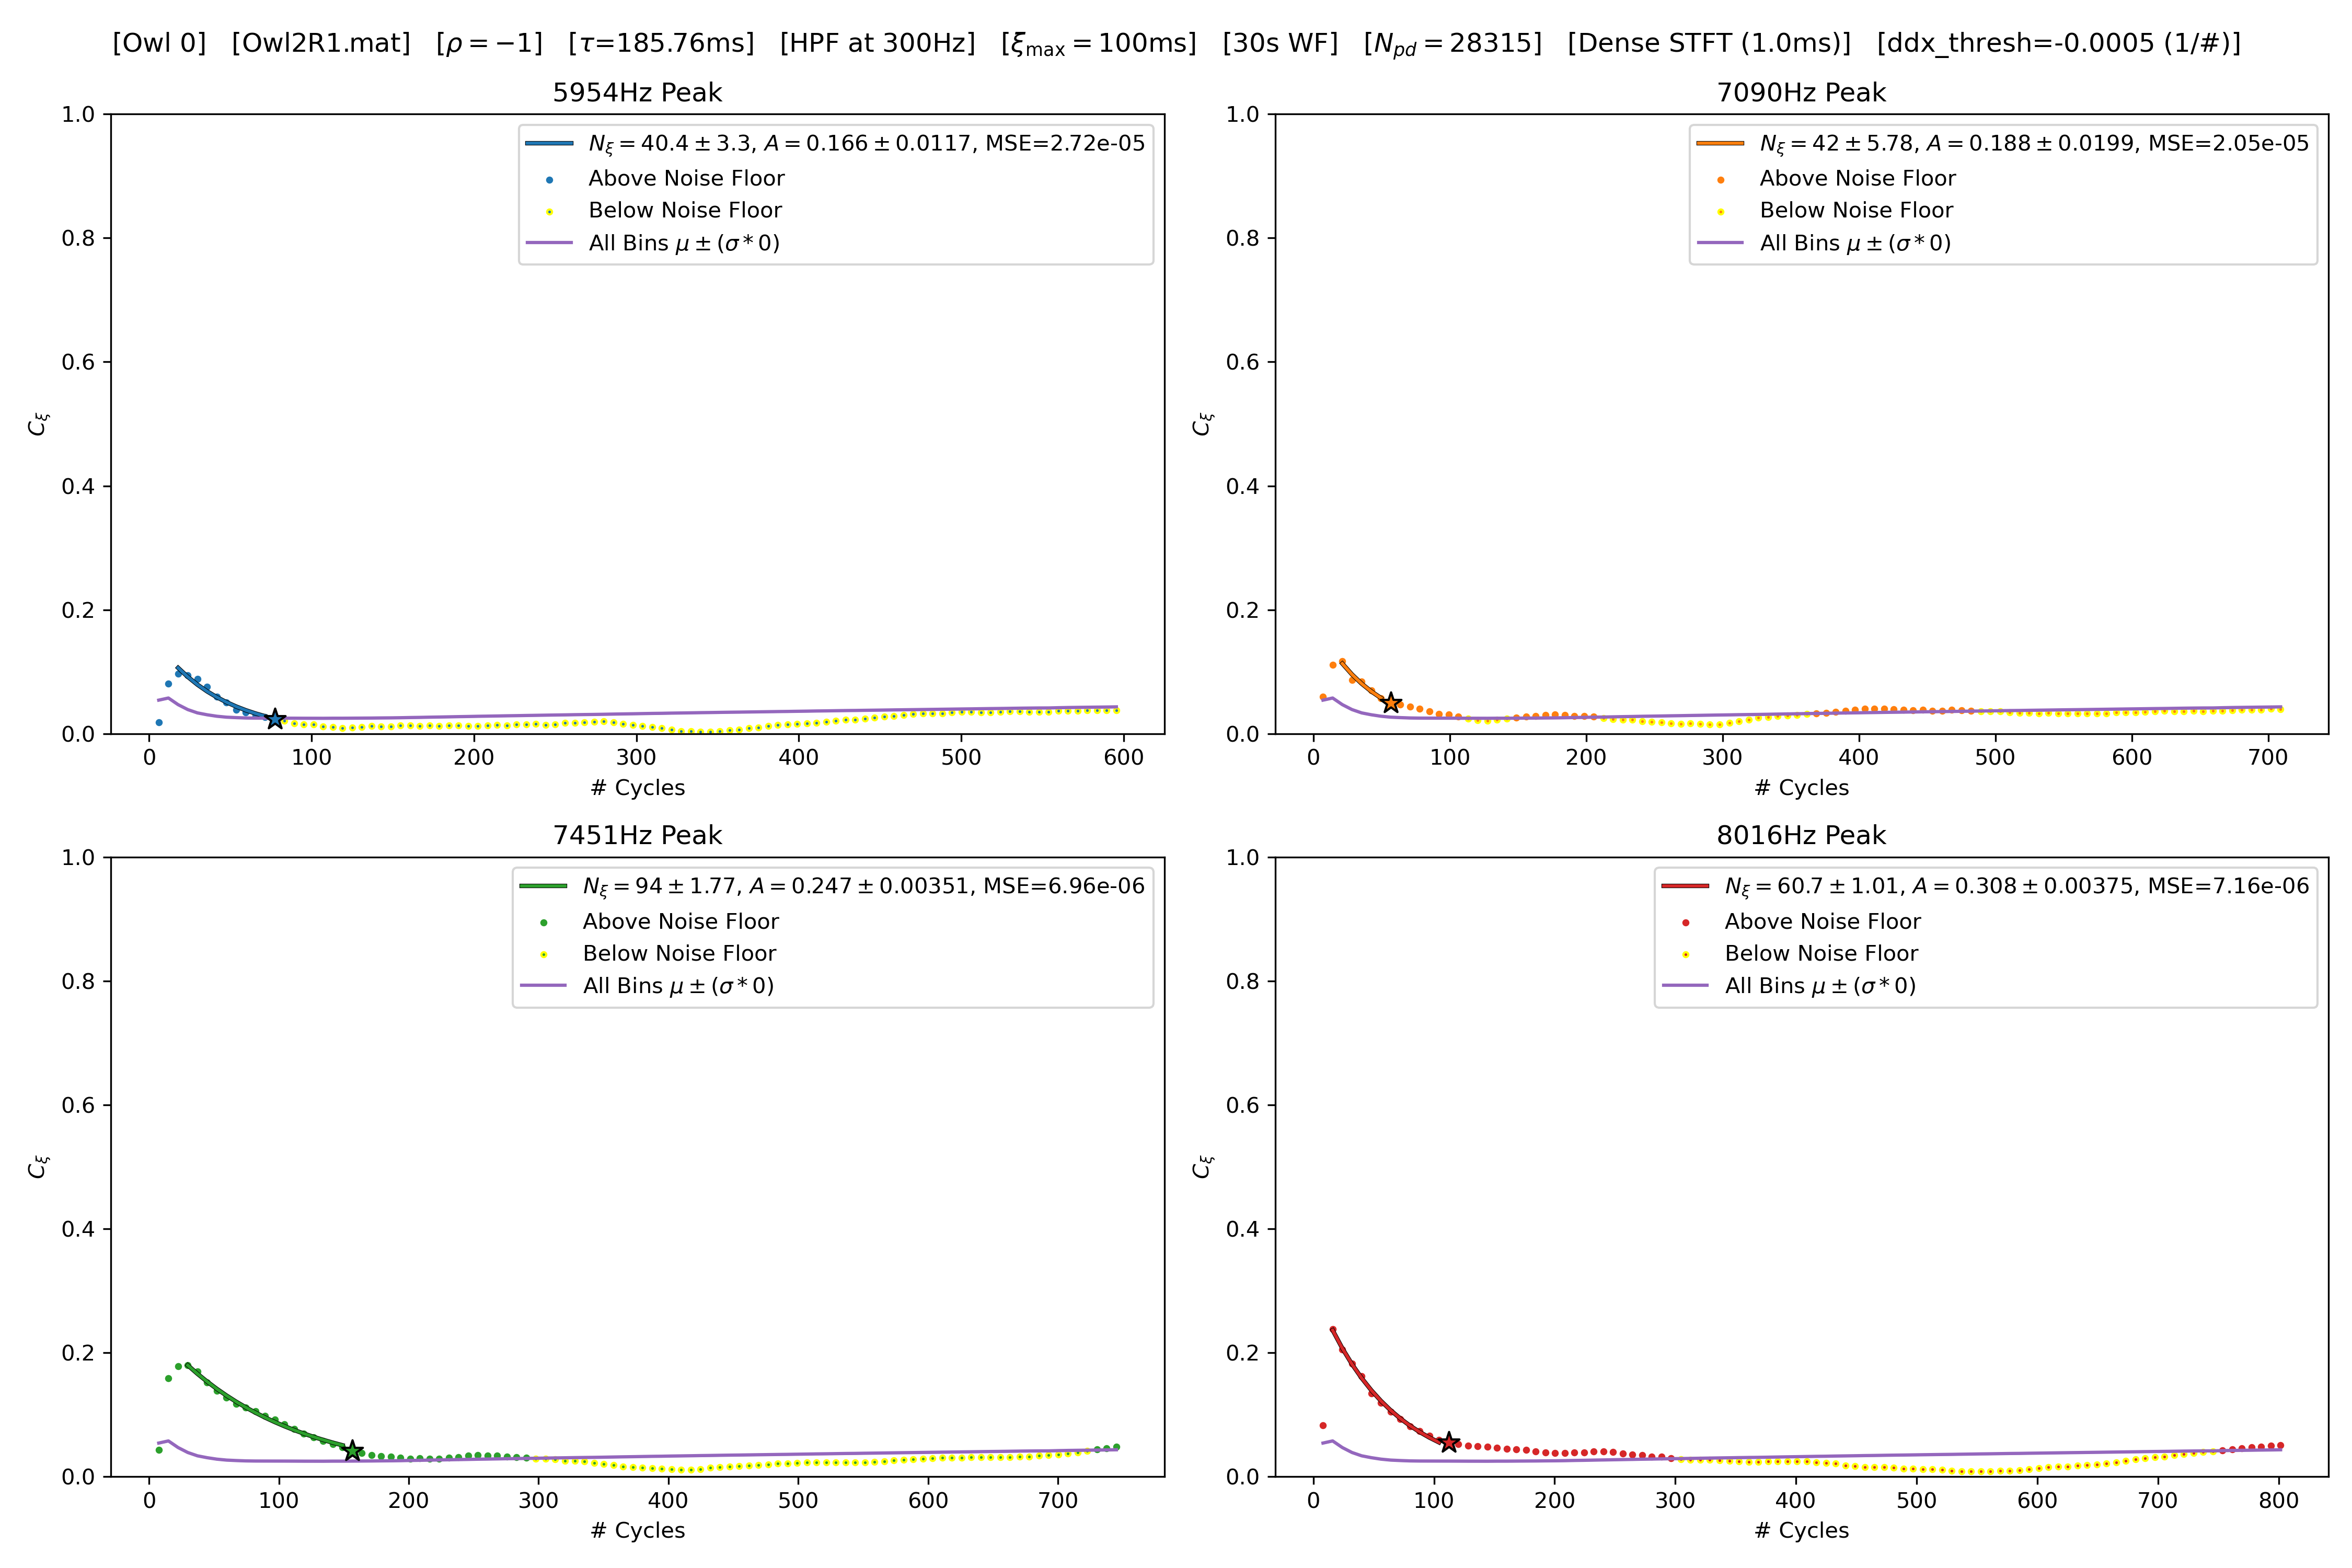 [Owl 0] [Owl2R1.mat] [ρ = −1] [τ=185.76ms] [HPF at 300Hz] [ξmax = 100ms] [30s WF] [Npd = 28315] [Dense STFT (1.0ms)] [ddx_thresh=-0.0005 (1/#)]
5954Hz Peak
Nξ = 40.4 ± 3.3, A = 0.166 ± 0.0117, MSE=2.72e-05
Above Noise Floor
Below Noise Floor
All Bins μ ± (σ * 0)
1.0
0.8
0.6
0.4
0.2
0.0
Cξ
0 100 200 300 400 500 600
# Cycles
7090Hz Peak
Nξ = 42 ± 5.78, A = 0.188 ± 0.0199, MSE=2.05e-05
Above Noise Floor
Below Noise Floor
All Bins μ ± (σ * 0)
1.0
0.8
0.6
0.4
0.2
0.0
Cξ
0 100 200 300 400 500 600 700
# Cycles
7451Hz Peak
Nξ = 94 ± 1.77, A = 0.247 ± 0.00351, MSE=6.96e-06
Above Noise Floor
Below Noise Floor
All Bins μ ± (σ * 0)
1.0
0.8
0.6
0.4
0.2
0.0
Cξ
0 100 200 300 400 500 600 700
# Cycles
8016Hz Peak
Nξ = 60.7 ± 1.01, A = 0.308 ± 0.00375, MSE=7.16e-06
Above Noise Floor
Below Noise Floor
All Bins μ ± (σ * 0)
1.0
0.8
0.6
0.4
0.2
0.0
Cξ
0 100 200 300 400 500 600 700 800
# Cycles